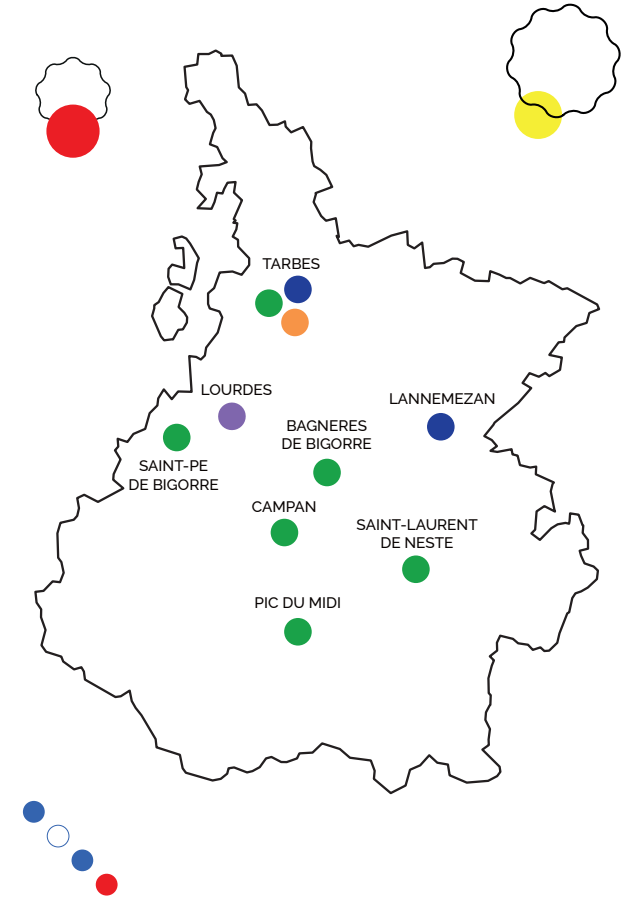 TARBES
LOURDES
LANNEMEZAN
BAGNERES
DE BIGORRE
SAINT-PE
DE BIGORRE
CAMPAN
SAINT-LAURENT
DE NESTE
PIC DU MIDI